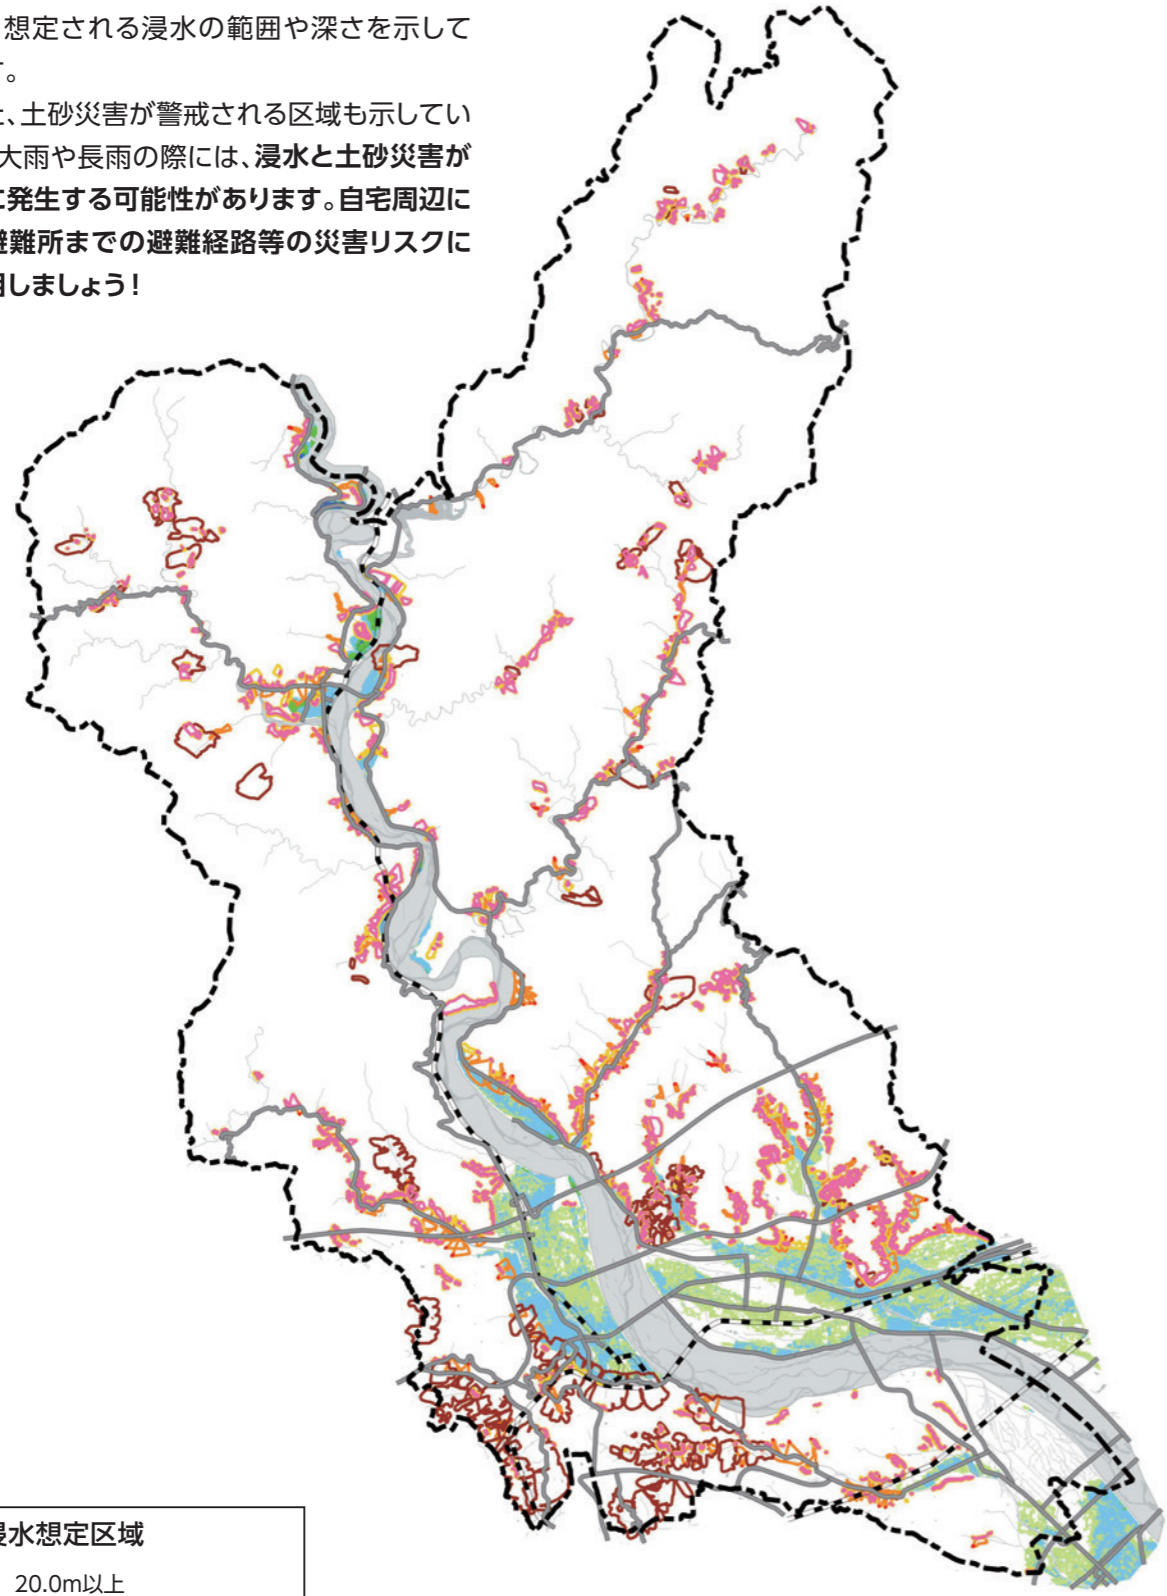 想定される浸水の範囲や深さを示して
す。
た、土砂災害が警戒される区域も示してい
大雨や長雨の際には、浸水と土砂災害が
に発生する可能性があります。自宅周辺に
避難所までの避難経路等の災害リスクに
しましょう!
浸水想定区域
20.0m以上